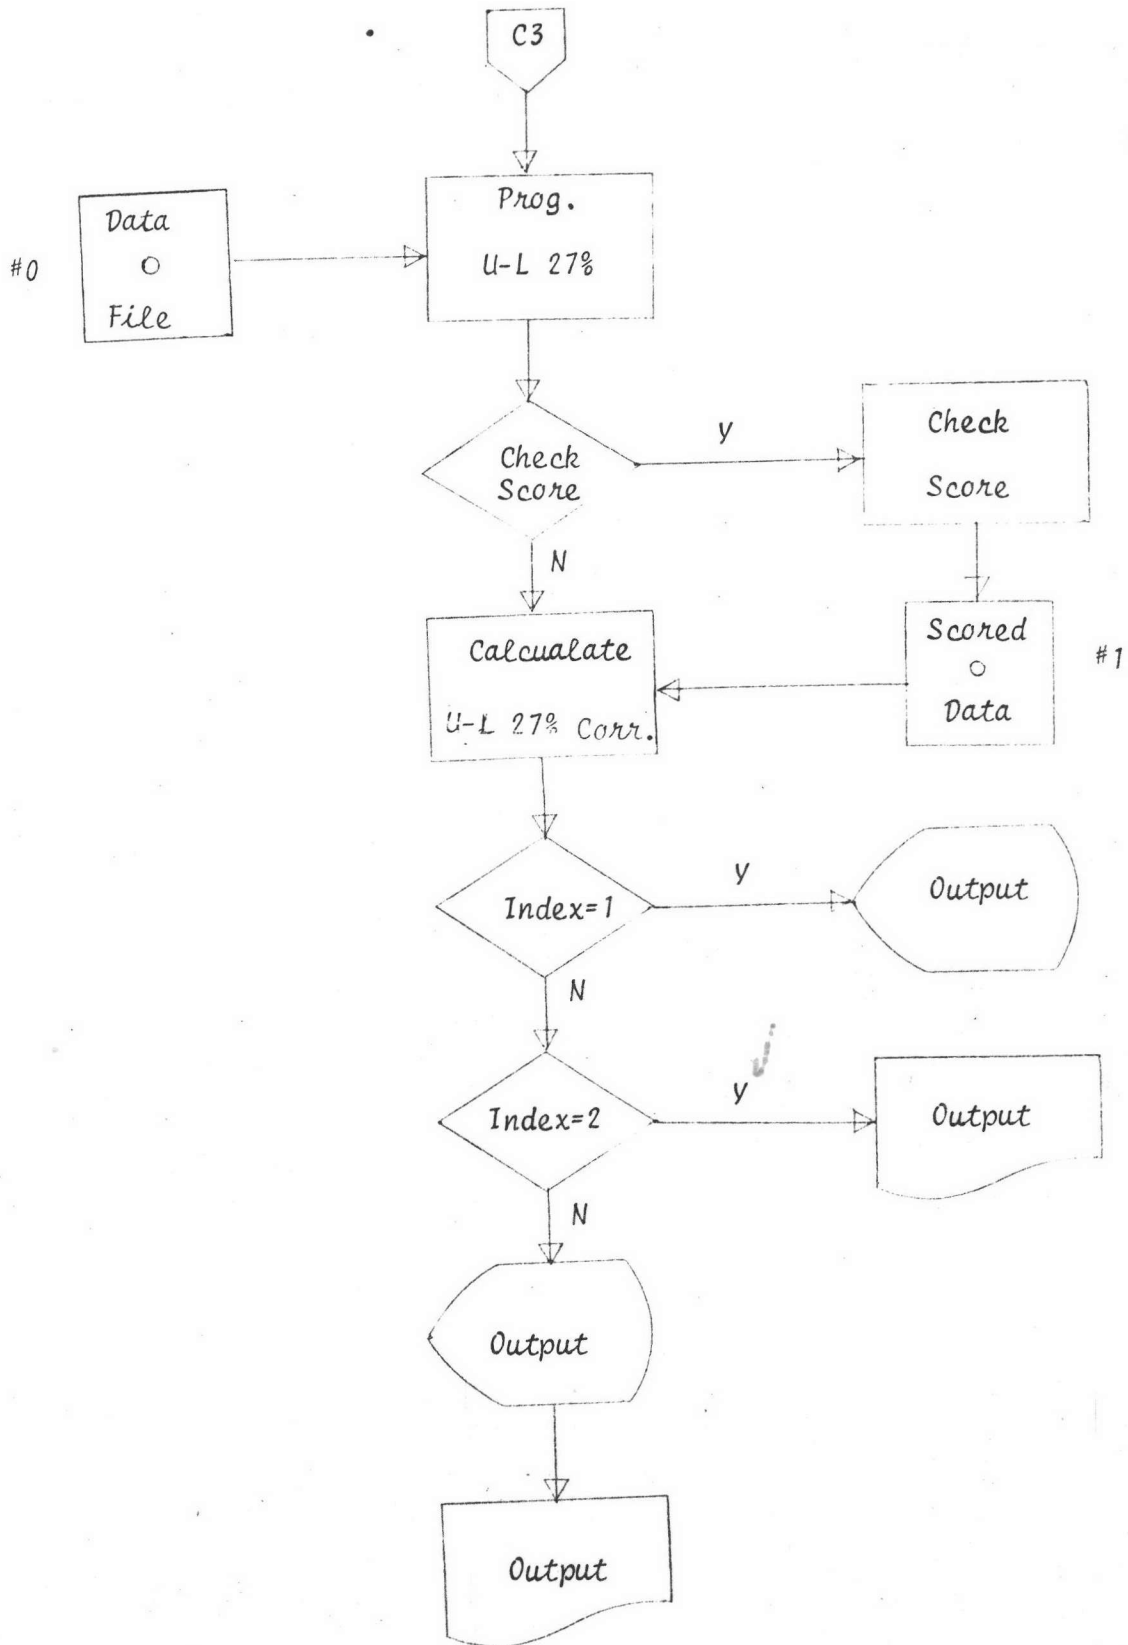 C3
Prog.
U-L 27%
#0
Data
File
Check
Score
Y
Check
Score
N
Calcualate
U-L 27% Corr.
Scored
Data
#1
Index=1
Y
Output
N
Index=2
Y
Output
N
Output
Output